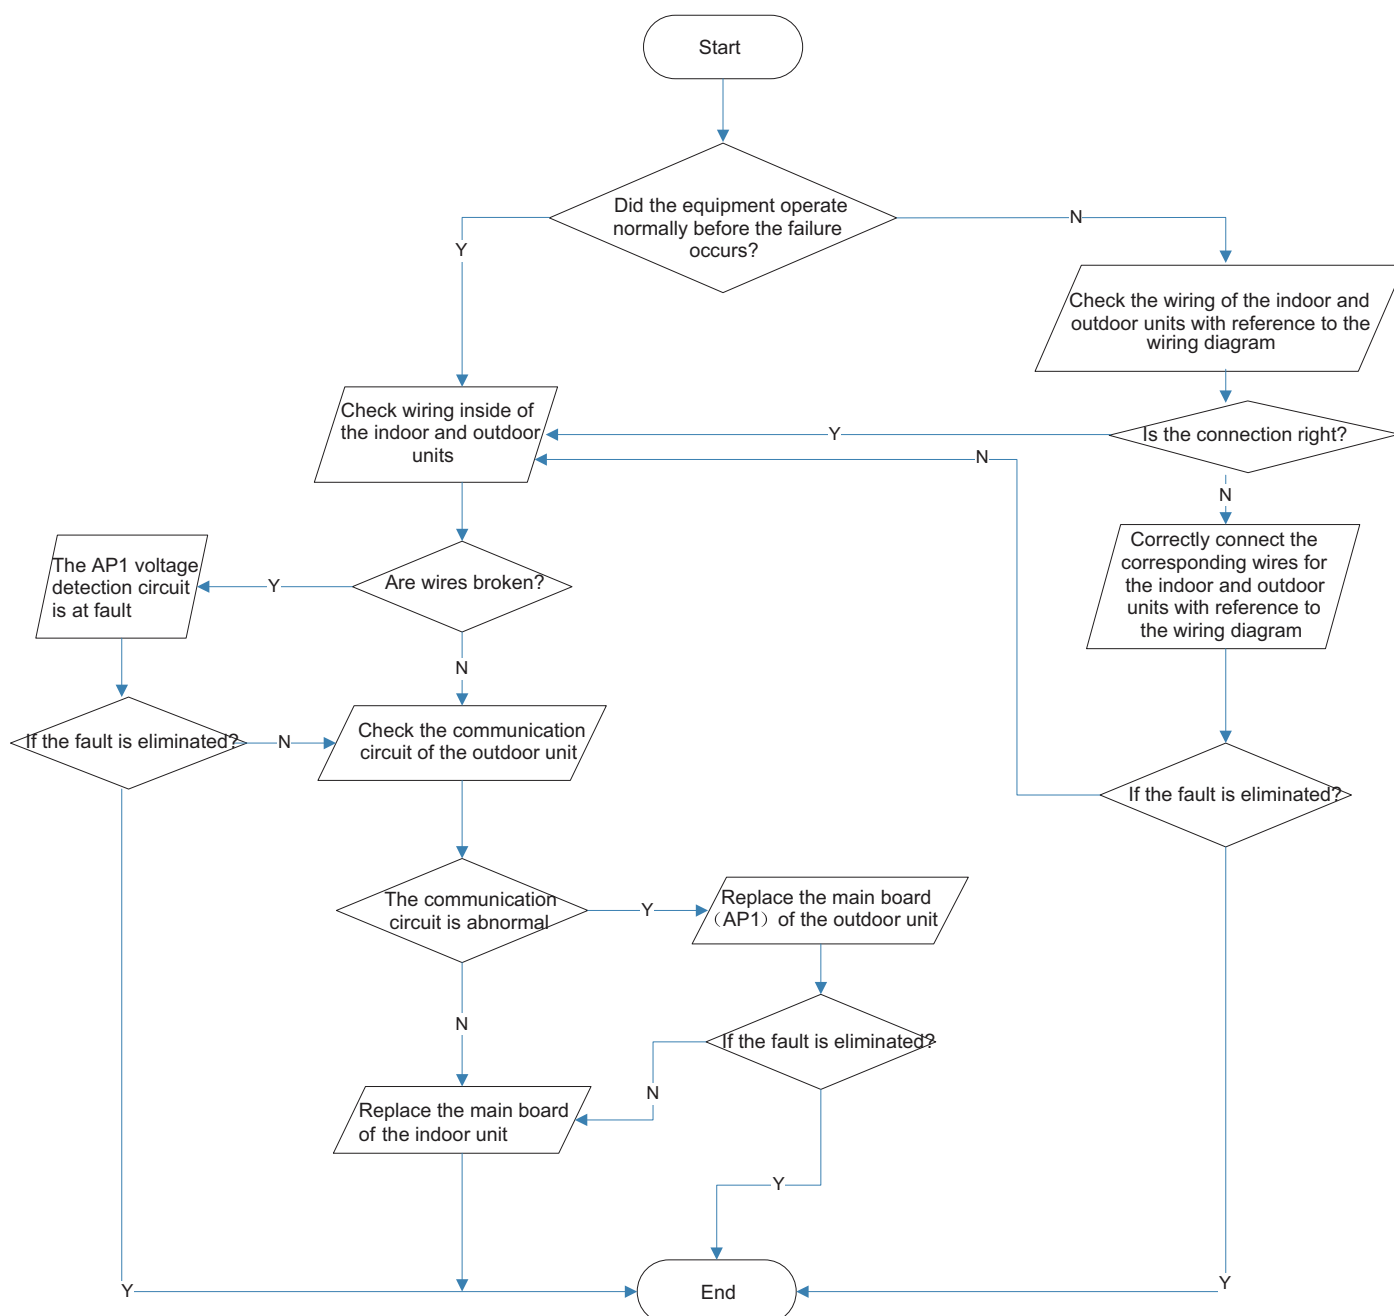 Start
Did the equipment operate
normally before the failure
occurs?
Y
N
Check the wiring of the indoor and
outdoor units with reference to the
wiring diagram
Check wiring inside of
the indoor and outdoor
units
Y
Is the connection right?
N
N
Correctly connect the
corresponding wires for
the indoor and outdoor
units with reference to
the wiring diagram
The AP1 voltage
detection circuit
is at fault
Y
Are wires broken?
N
If the fault is eliminated?
N
Check the communication
circuit of the outdoor unit
If the fault is eliminated?
The communication
circuit is abnormal
Y
Replace the main board
（AP1）of the outdoor unit
N
If the fault is eliminated?
N
Replace the main board
of the indoor unit
Y
Y
End
Y